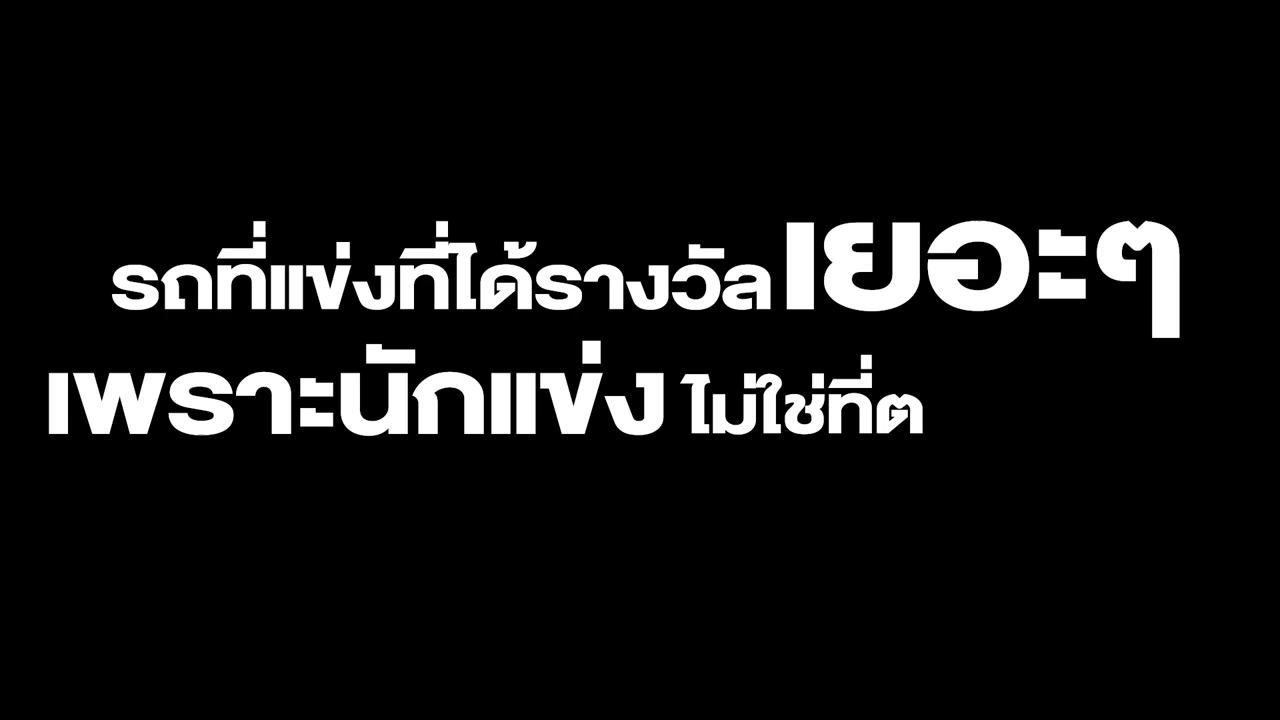 รถที่แข่งที่ได้รางวัลเยอะๆ
เพราะนักแข่ง ไม่ใช่ที่ต